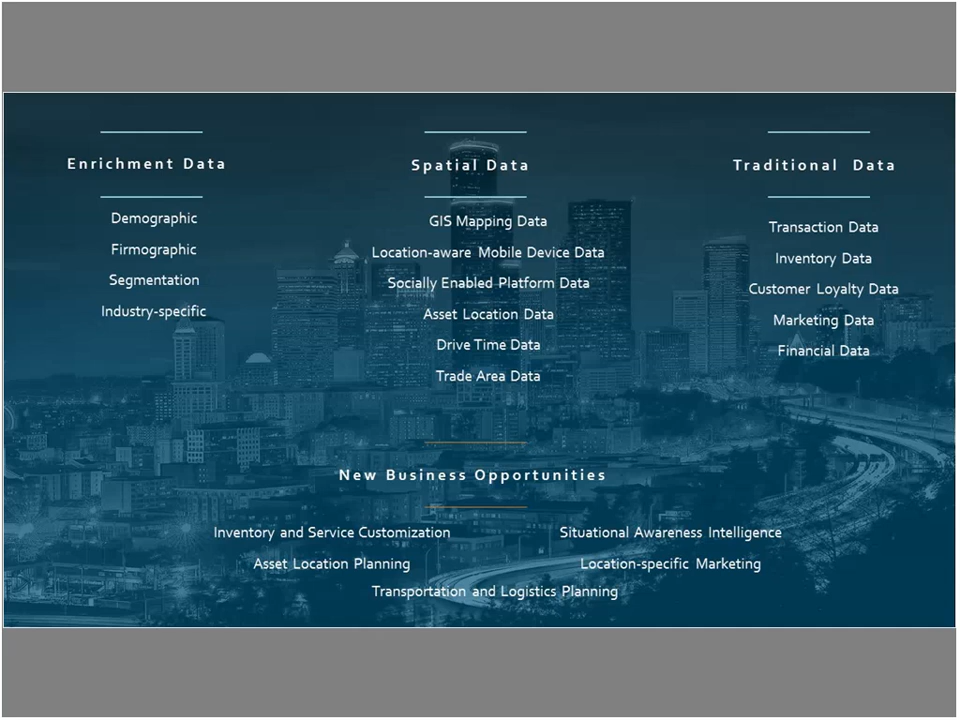 Enrichment Data
Demographic
Firmographic
Segmentation
Industry-specific
Spatial Data
GIS Mapping Data
Location-aware Mobile Device Data
Socially Enabled Platform Data
Asset Location Data
Drive Time Data
Trade Area Data
Traditional Data
Transaction Data
Inventory Data
Customer Loyalty Data
Marketing Data
Financial Data
New Business Opportunities
Inventory and Service Customization
Situational Awareness Intelligence
Asset Location Planning
Location-specific Marketing
Transportation and Logistics Planning